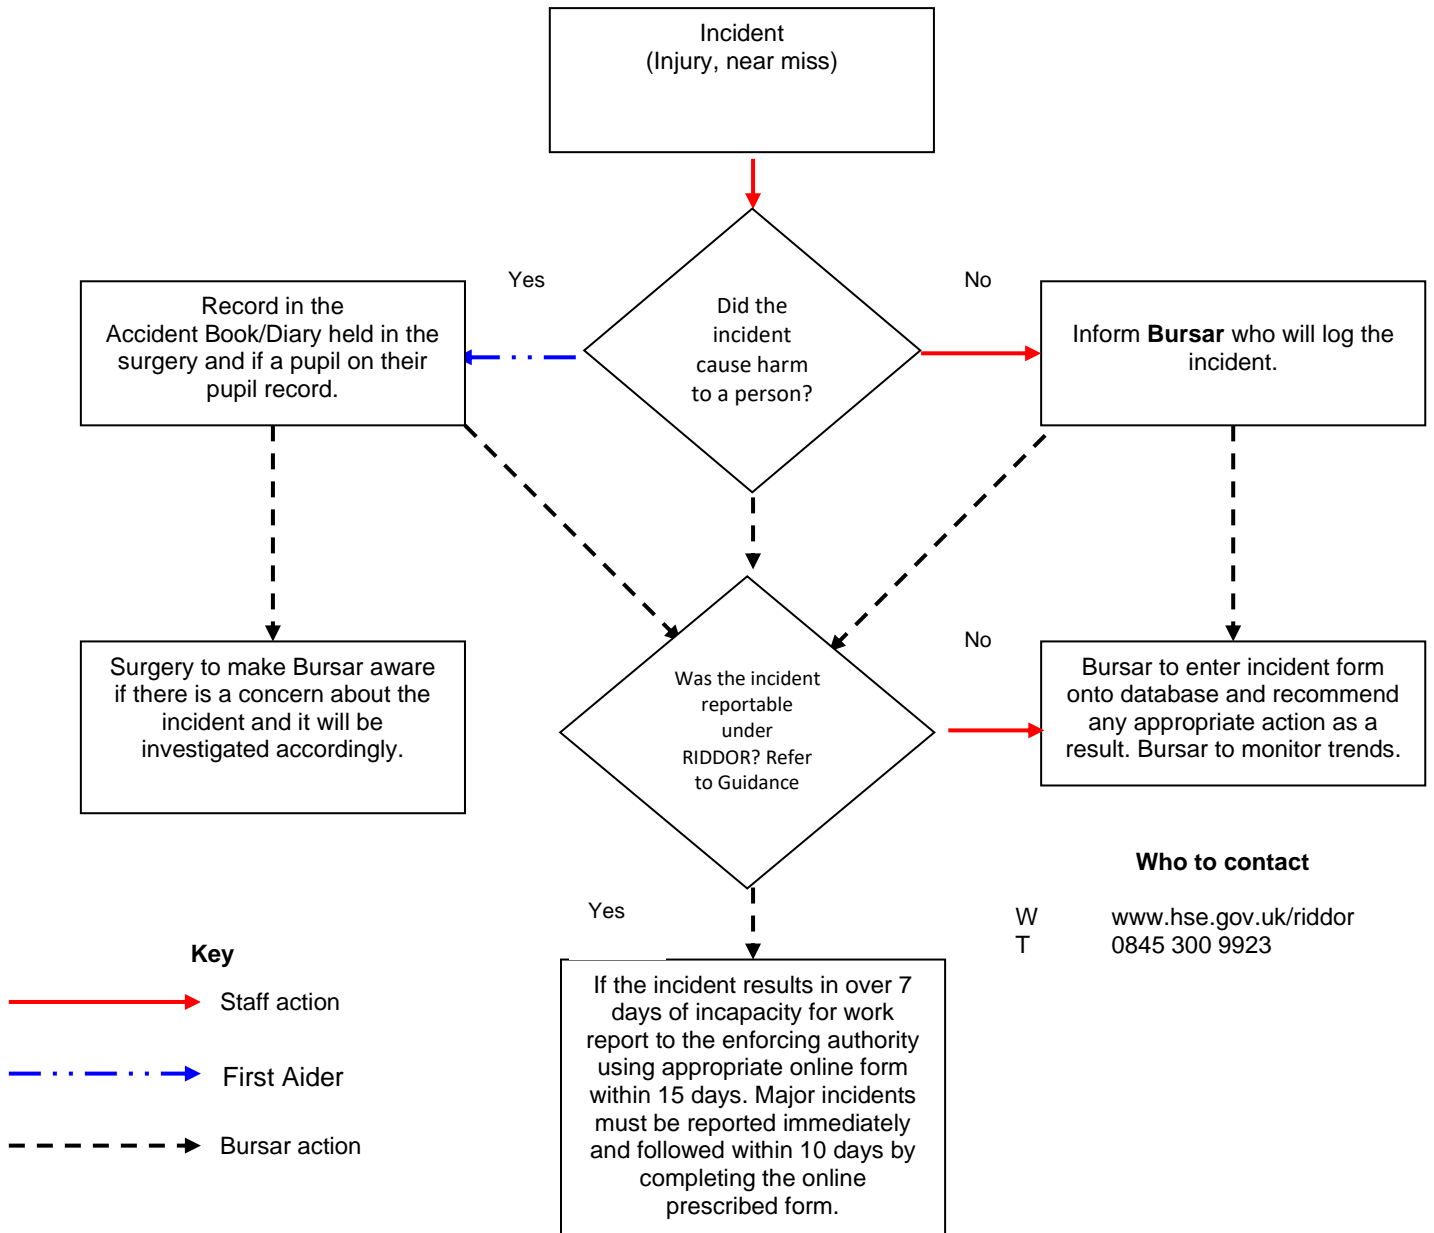 Incident
(Injury, near miss)
Yes
No
Record in the
Accident Book/Diary held in the
surgery and if a pupil on their
pupil record.
Did the
incident
cause harm
to a person?
Inform Bursar who will log the
incident.
No
Surgery to make Bursar aware
if there is a concern about the
incident and it will be
investigated accordingly.
Was the incident
reportable
under
RIDDOR? Refer
to Guidance
Bursar to enter incident form
onto database and recommend
any appropriate action as a
result. Bursar to monitor trends.
Who to contact
W www.hse.gov.uk/riddor
T 0845 300 9923
Yes
Key
Staff action
First Aider
Bursar action
If the incident results in over 7
days of incapacity for work
report to the enforcing authority
using appropriate online form
within 15 days. Major incidents
must be reported immediately
and followed within 10 days by
completing the online
prescribed form.